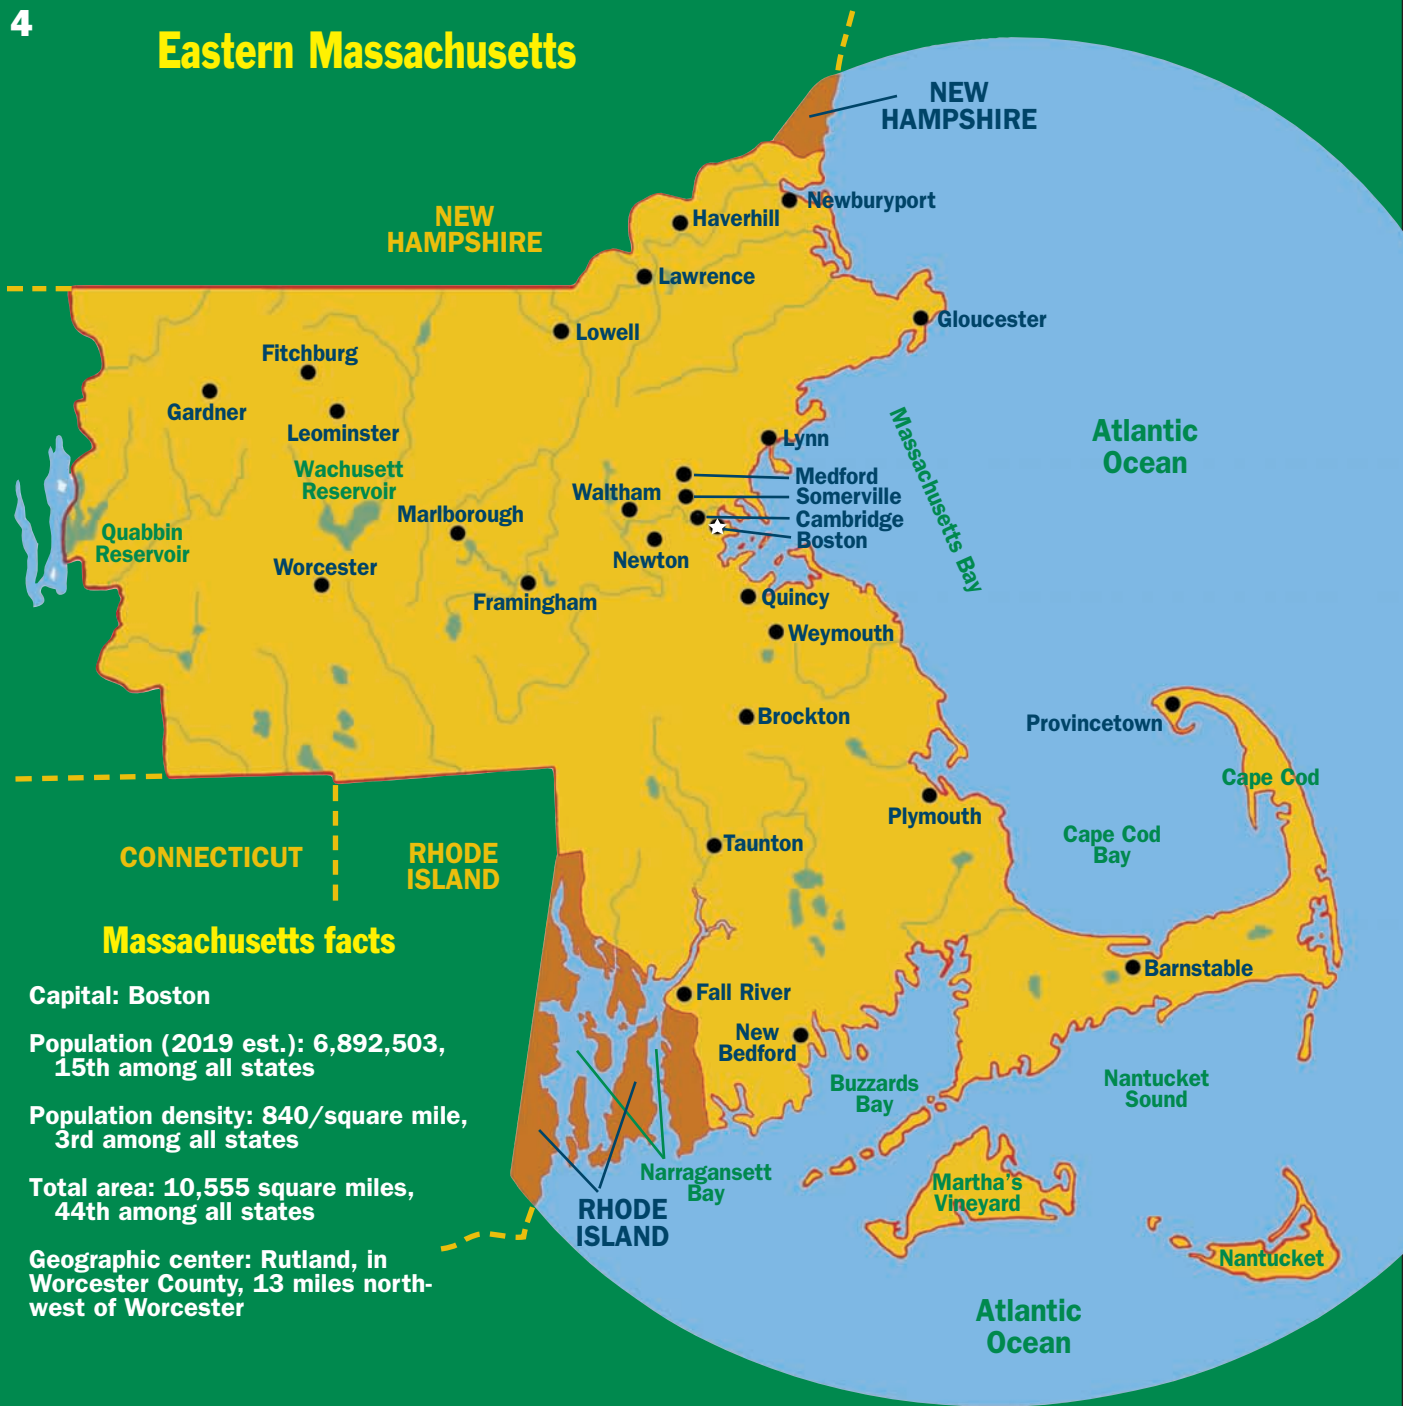 4
Eastern Massachusetts
NEW
HAMPSHIRE
NEW
HAMPSHIRE
Newburyport
Haverhill
Lawrence
Gloucester
Lowell
Fitchburg
Gardner
Leominster
Wachusett
Reservoir
Quabbin
Reservoir
Marlborough
Worcester
Framingham
Waltham
Newton
Lynn
Medford
Somerville
Cambridge
Boston
Massachusetts Bay
Atlantic
Ocean
Quincy
Weymouth
Brockton
Provincetown
Cape Cod
Plymouth
Cape Cod
Bay
Taunton
CONNECTICUT
RHODE
ISLAND
Barnstable
Fall River
New
Bedford
Buzzards
Bay
Nantucket
Sound
Narragansett
Bay
RHODE
ISLAND
Martha's
Vineyard
Nantucket
Atlantic
Ocean
Massachusetts facts
Capital: Boston
Population (2019 est.): 6,892,503,
15th among all states
Population density: 840/square mile,
3rd among all states
Total area: 10,555 square miles,
44th among all states
Geographic center: Rutland, in
Worcester County, 13 miles north-
west of Worcester